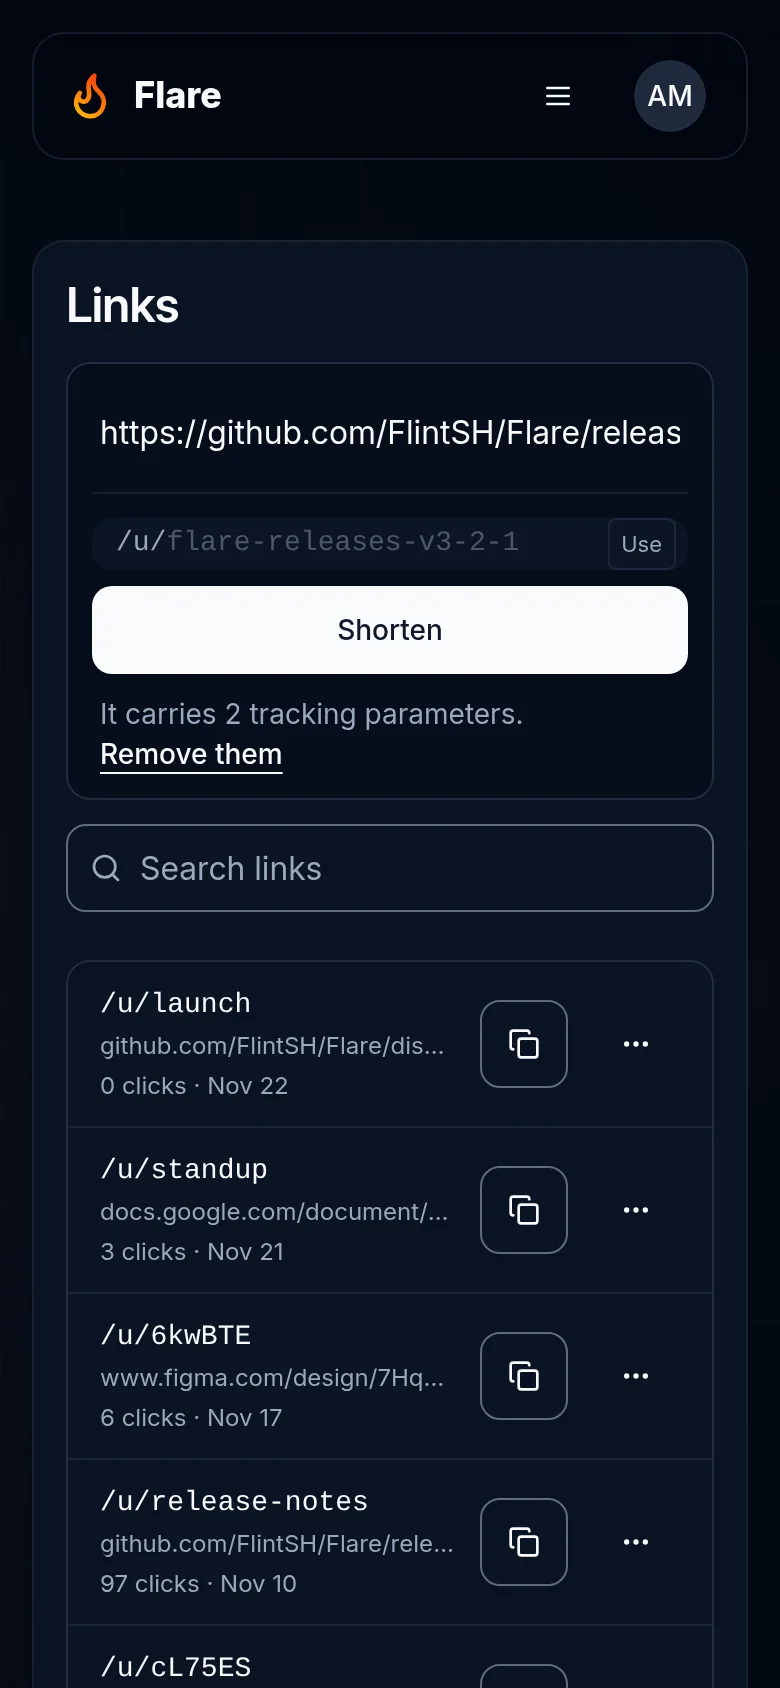 Flare
AM
Links
https://github.com/FlintSH/Flare/releas
/u/flare-releases-v3-2-1
Use
Shorten
It carries 2 tracking parameters.
Remove them
Search links
/u/launch
github.com/FlintSH/Flare/dis...
0 clicks · Nov 22
/u/standup
docs.google.com/document/...
3 clicks · Nov 21
/u/6kwBTE
www.figma.com/design/7Hq...
6 clicks · Nov 17
/u/release-notes
github.com/FlintSH/Flare/rele...
97 clicks · Nov 10
/u/cL75ES